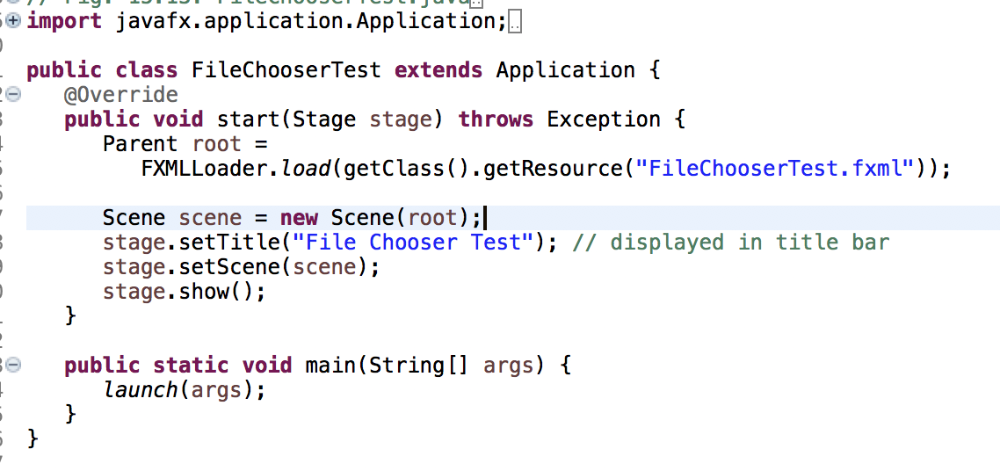 // Fig. 15.13: FileChooserTest.java
import javafx.application.Application;
public class FileChooserTest extends Application {
@Override
public void start(Stage stage) throws Exception {
Parent root =
FXMLLoader.load(getClass().getResource("FileChooserTest.fxml"));
Scene scene = new Scene(root);
stage.setTitle("File Chooser Test"); // displayed in title bar
stage.setScene(scene);
stage.show();
}
public static void main(String[] args) {
launch(args);
}
}